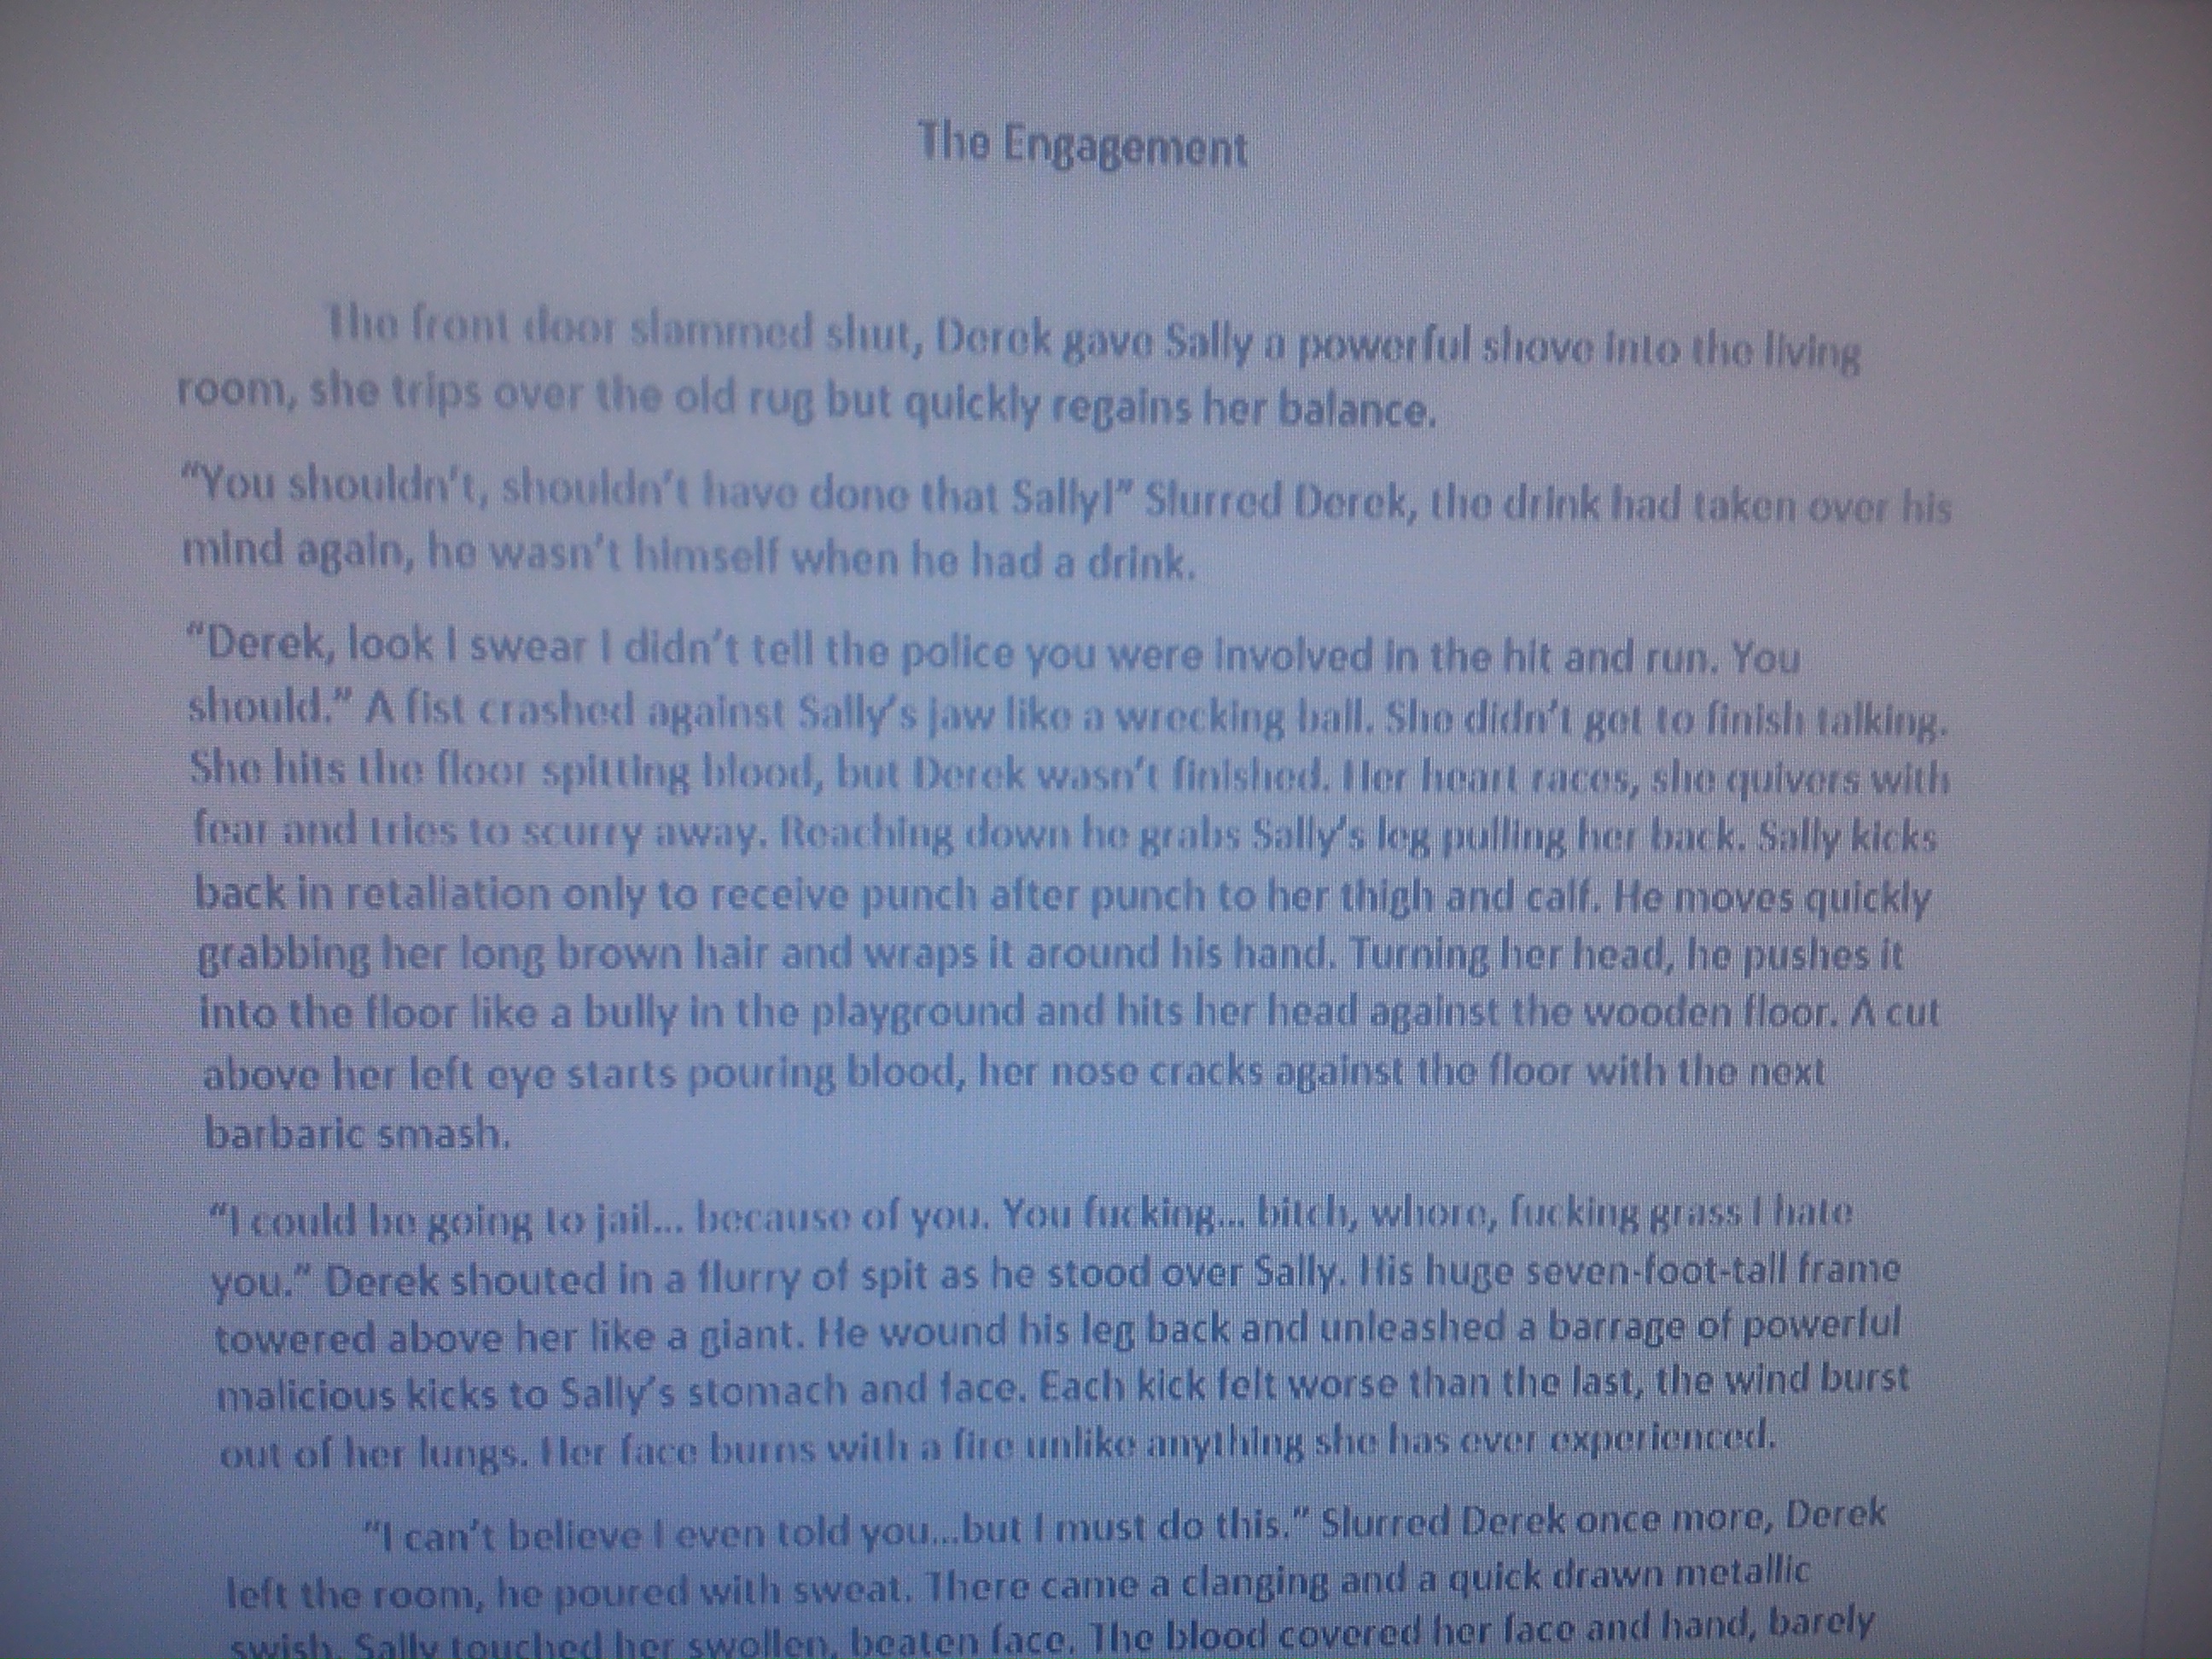 The Engagement
The front door slammed shut, Derek gave Sally a powerful shove into the living
room, she trips over the old rug but quickly regains her balance.
“You shouldn’t, shouldn’t have done that Sally!” Slurred Derek, the drink had taken over his
mind again, he wasn’t himself when he had a drink.
“Derek, look I swear I didn’t tell the police you were involved in the hit and run. You
should.” A fist crashed against Sally’s jaw like a wrecking ball. She didn’t get to finish talking.
She hits the floor spitting blood, but Derek wasn’t finished. Her heart races, she quivers with
fear and tries to scurry away. Reaching down he grabs Sally’s leg pulling her back. Sally kicks
back in retaliation only to receive punch after punch to her thigh and calf. He moves quickly
grabbing her long brown hair and wraps it around his hand. Turning her head, he pushes it
into the floor like a bully in the playground and hits her head against the wooden floor. A cut
above her left eye starts pouring blood, her nose cracks against the floor with the next
barbaric smash.
“I could be going to jail... because of you. You fucking... bitch, whore, fucking grass I hate
you.” Derek shouted in a flurry of spit as he stood over Sally. His huge seven-foot-tall frame
towered above her like a giant. He wound his leg back and unleashed a barrage of powerful
malicious kicks to Sally’s stomach and face. Each kick felt worse than the last, the wind burst
out of her lungs. Her face burns with a fire unlike anything she has ever experienced.
“I can’t believe I even told you...but I must do this.” Slurred Derek once more, Derek
left the room, he poured with sweat. There came a clanging and a quick drawn metallic
swish. Sally touched her swollen, beaten face. The blood covered her face and hand, barely